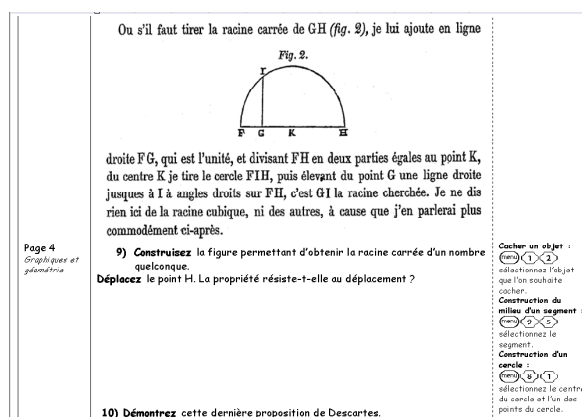 Ou s'il faut tirer la racine carrée de GH (fig. 2), je lui ajoute en ligne
Fig. 2.
I
F G K H
droite FG, qui est l'unité, et divisant FH en deux parties égales au point K,
du centre K je tire le cercle FIH, puis élevant du point G une ligne droite
jusques à I à angles droits sur FH, c'est GI la racine cherchée. Je ne dis
rien ici de la racine cubique, ni des autres, à cause que j'en parlerai plus
commodément ci-après.
Page 4
Graphiques et
géométrie
9) Construisez la figure permettant d'obtenir la racine carrée d'un nombre
quelconque.
Déplacez le point H. La propriété résiste-t-elle au déplacement ?
10) Démontrez cette dernière proposition de Descartes.
Cacher un objet :
menu 1 2
sélectionnez l'objet
que l'on souhaite
cacher.
Construction du
milieu d'un segment :
menu 9 5
sélectionnez le
segment.
Construction d'un
cercle :
menu 8 1
sélectionnez le centre
du cercle et l'un des
points du cercle.